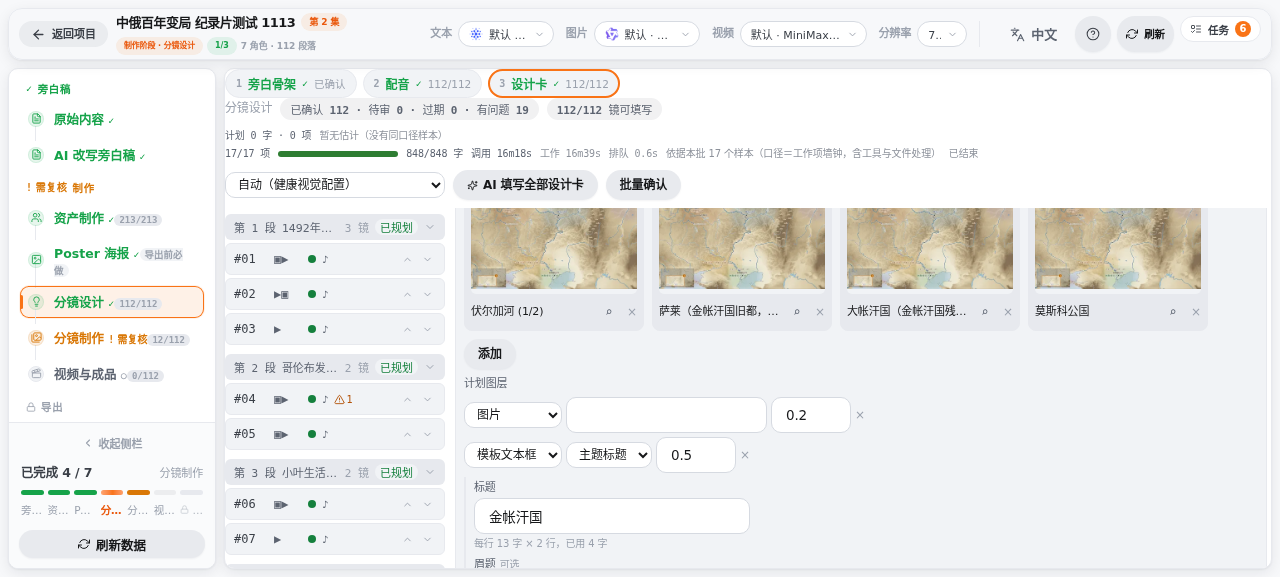 返回项目
中俄百年变局 纪录片测试 1113 第 2 集
制作阶段 · 分镜设计 1/3 7 角色 · 112 段落
文本 默认 ...
图片 默认 · ...
视频 默认 · MiniMax...
分辨率 7..
中文
刷新
任务 6
旁白稿
原始内容
AI 改写旁白稿
! 需复核 制作
资产制作 213/213
Poster 海报 导出前必做
分镜设计 112/112
分镜制作 ! 需复核 12/112
视频与成品 0/112
导出
收起侧栏
已完成 4 / 7 分镜制作
旁... 资... P... 分... 分... 视... ...
刷新数据
1 旁白骨架 ✓ 已确认
2 配音 ✓ 112/112
3 设计卡 ✓ 112/112
分镜设计 已确认 112 · 待审 0 · 过期 0 · 有问题 19 112/112 镜可填写
计划 0 字 · 0 项 暂无估计（没有同口径样本）
17/17 项 848/848 字 调用 16m18s 工作 16m39s 排队 0.6s 依据本批 17 个样本（口径＝工作项墙钟，含工具与文件处理） 已结束
自动（健康视觉配置） AI 填写全部设计卡 批量确认
第 1 段 1492年... 3 镜 已规划
#01
#02
#03
第 2 段 哥伦布发... 2 镜 已规划
#04 1
#05
第 3 段 小叶生活... 2 镜 已规划
#06
#07
伏尔加河 (1/2)
萨莱（金帐汗国旧都，...
大帐汗国（金帐汗国残...
莫斯科公国
添加
计划图层
图片 0.2 ×
模板文本框 主题标题 0.5 ×
标题
金帐汗国
每行 13 字 × 2 行，已用 4 字
眉题 可选